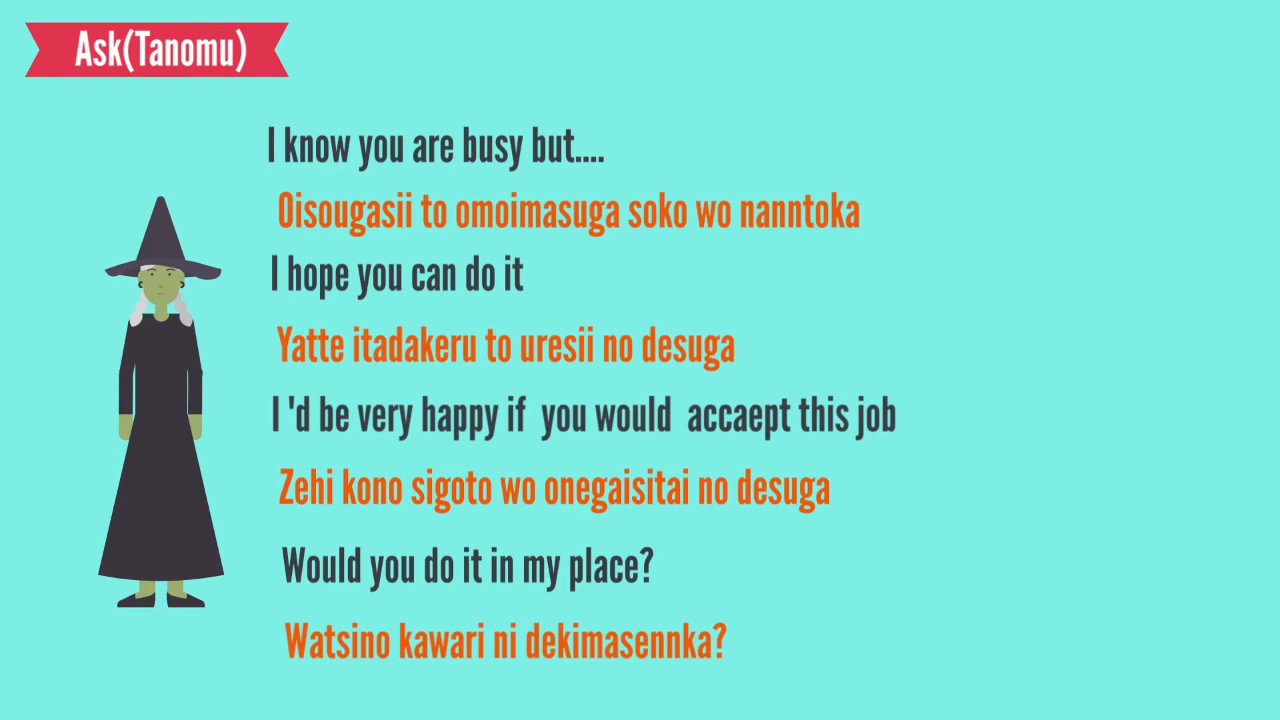 Ask(Tanomu)
I know you are busy but....
Oisougasii to omoimasuga soko wo nanntoka
I hope you can do it
Yatte itadakeru to uresii no desuga
I 'd be very happy if  you would  accaept this job
Zehi kono sigoto wo onegaisitai no desuga
Would you do it in my place?
Watsino kawari ni dekimasennka?